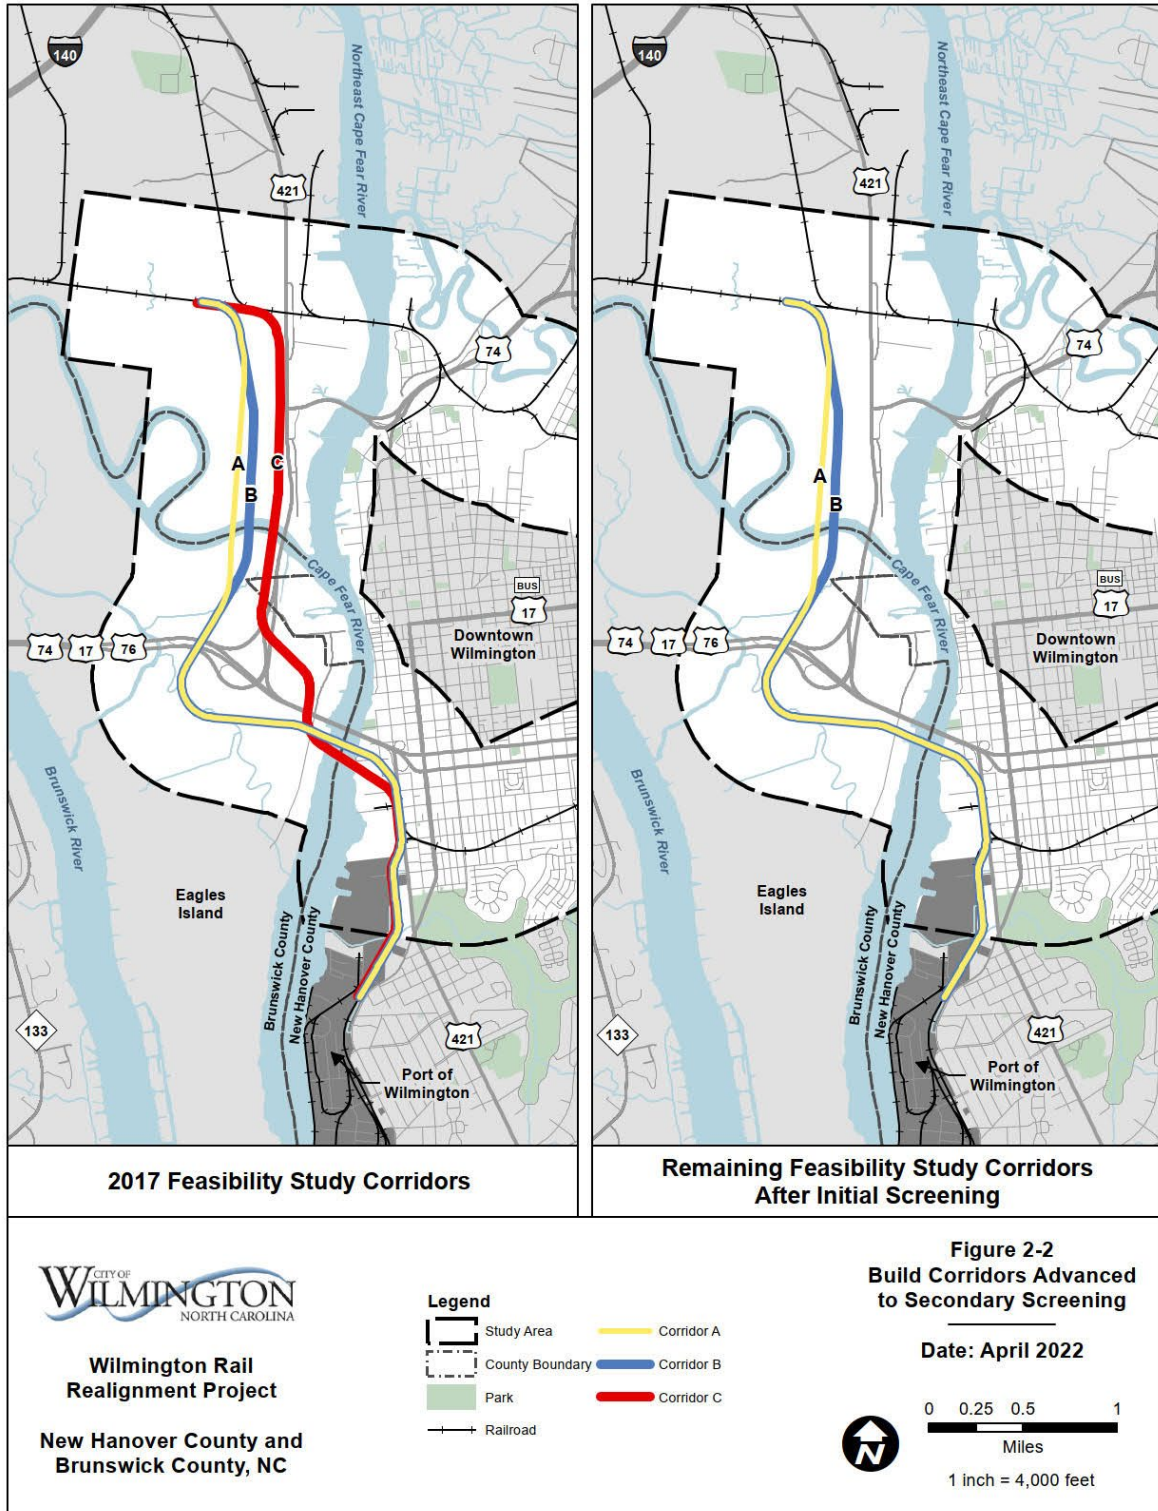 140
Northeast Cape Fear River
421
74
A
B
C
Cape Fear River
BUS
17
74
17
76
Downtown
Wilmington
Brunswick River
Eagles
Island
Brunswick County
New Hanover County
133
421
Port of
Wilmington
2017 Feasibility Study Corridors
140
Northeast Cape Fear River
421
74
A
B
Cape Fear River
BUS
17
74
17
76
Downtown
Wilmington
Brunswick River
Eagles
Island
Brunswick County
New Hanover County
133
421
Port of
Wilmington
Remaining Feasibility Study Corridors
After Initial Screening
CITY OF
WILMINGTON
NORTH CAROLINA
Wilmington Rail
Realignment Project
New Hanover County and
Brunswick County, NC
Legend
Study Area
County Boundary
Park
Railroad
Corridor A
Corridor B
Corridor C
Figure 2-2
Build Corridors Advanced
to Secondary Screening
Date: April 2022
N
0 0.25 0.5 1
Miles
1 inch = 4,000 feet